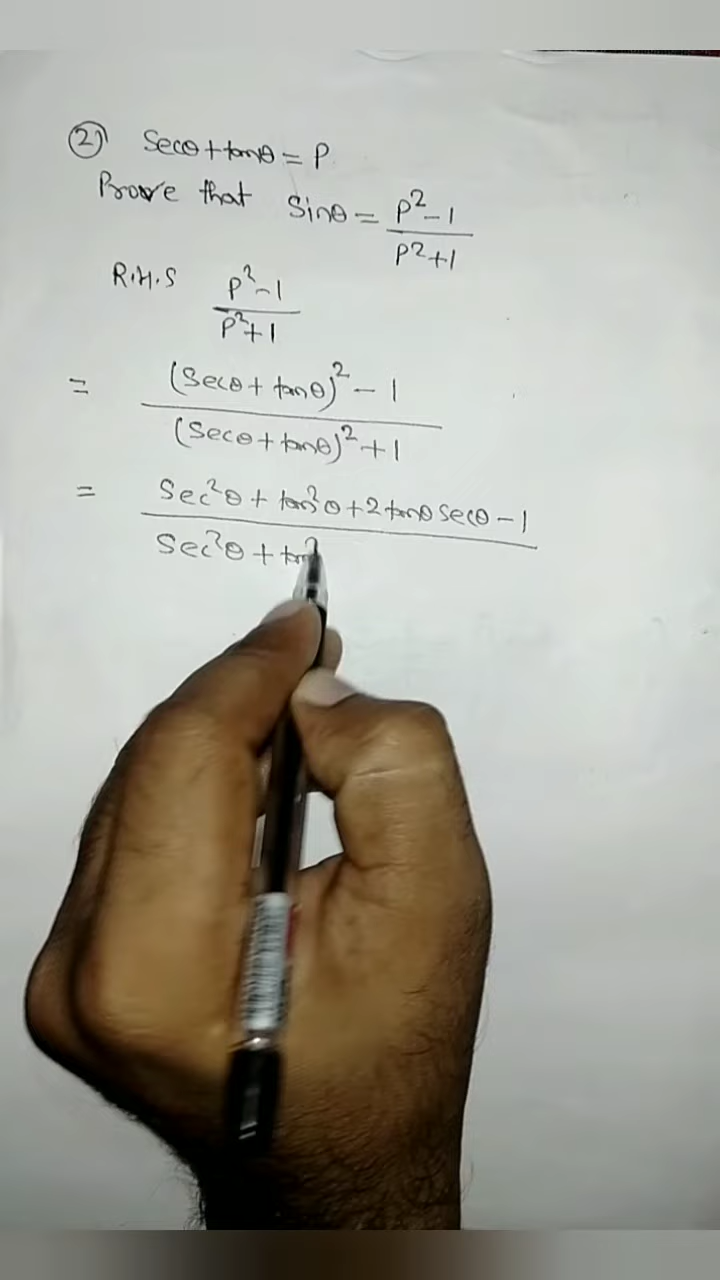 ② Secθ + tanθ = P
Prove that Sinθ = P² - 1 / P² + 1
R.H.S P² - 1 / P² + 1
= (Secθ + tanθ)² - 1 / (Secθ + tanθ)² + 1
= Sec²θ + tan²θ + 2 tanθ secθ - 1 / Sec²θ + tan²